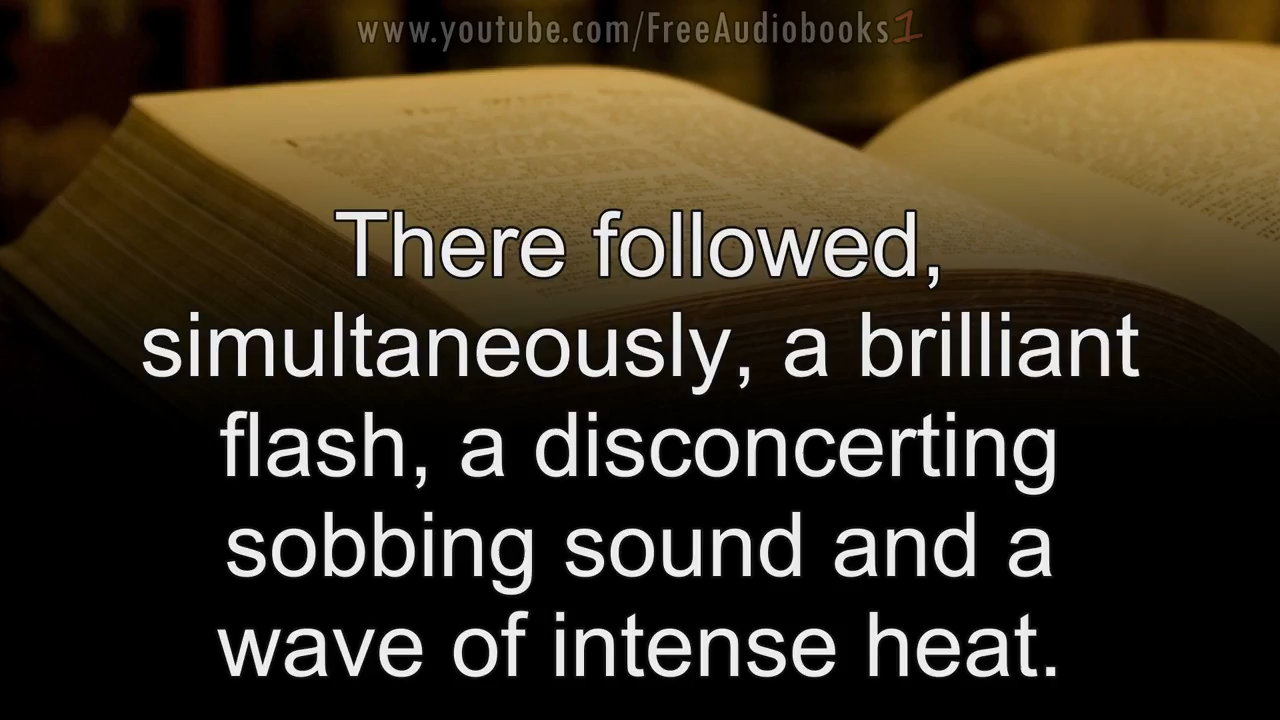 www.youtube.com/FreeAudiobooks1
There followed,
simultaneously, a brilliant
flash, a disconcerting
sobbing sound and a
wave of intense heat.